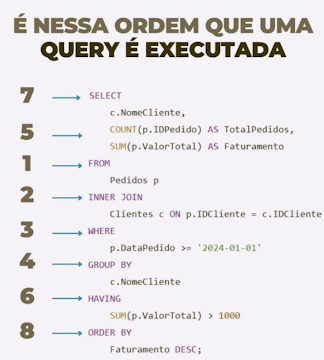 É NESSA ORDEM QUE UMA
QUERY É EXECUTADA
7 SELECT
c.NomeCliente,
5 COUNT(p.IDPedido) AS TotalPedidos,
SUM(p.ValorTotal) AS Faturamento
1 FROM
Pedidos p
2 INNER JOIN
Clientes c ON p.IDCliente = c.IDCliente
3 WHERE
p.DataPedido >= '2024-01-01'
4 GROUP BY
c.NomeCliente
6 HAVING
SUM(p.ValorTotal) > 1000
8 ORDER BY
Faturamento DESC;